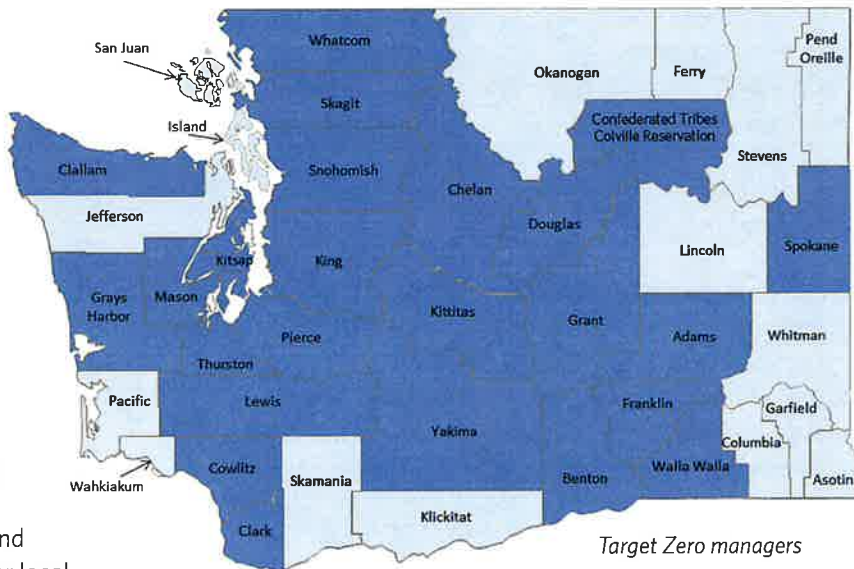 San Juan
Whatcom
Okanogan
Ferry
Pend
Oreille
Skagit
Island
Confederated Tribes
Colville Reservation
Stevens
Clallam
Snohomish
Chelan
Jefferson
Douglas
Lincoln
Spokane
Kitsap
King
Grays
Harbor
Mason
Kittitas
Grant
Pierce
Adams
Whitman
Thurston
Pacific
Lewis
Franklin
Garfield
Yakima
Columbia
Cowlitz
Walla Walla
Wahkiakum
Skamania
Benton
Asotin
Klickitat
Clark
nd
Target Zero managers
local